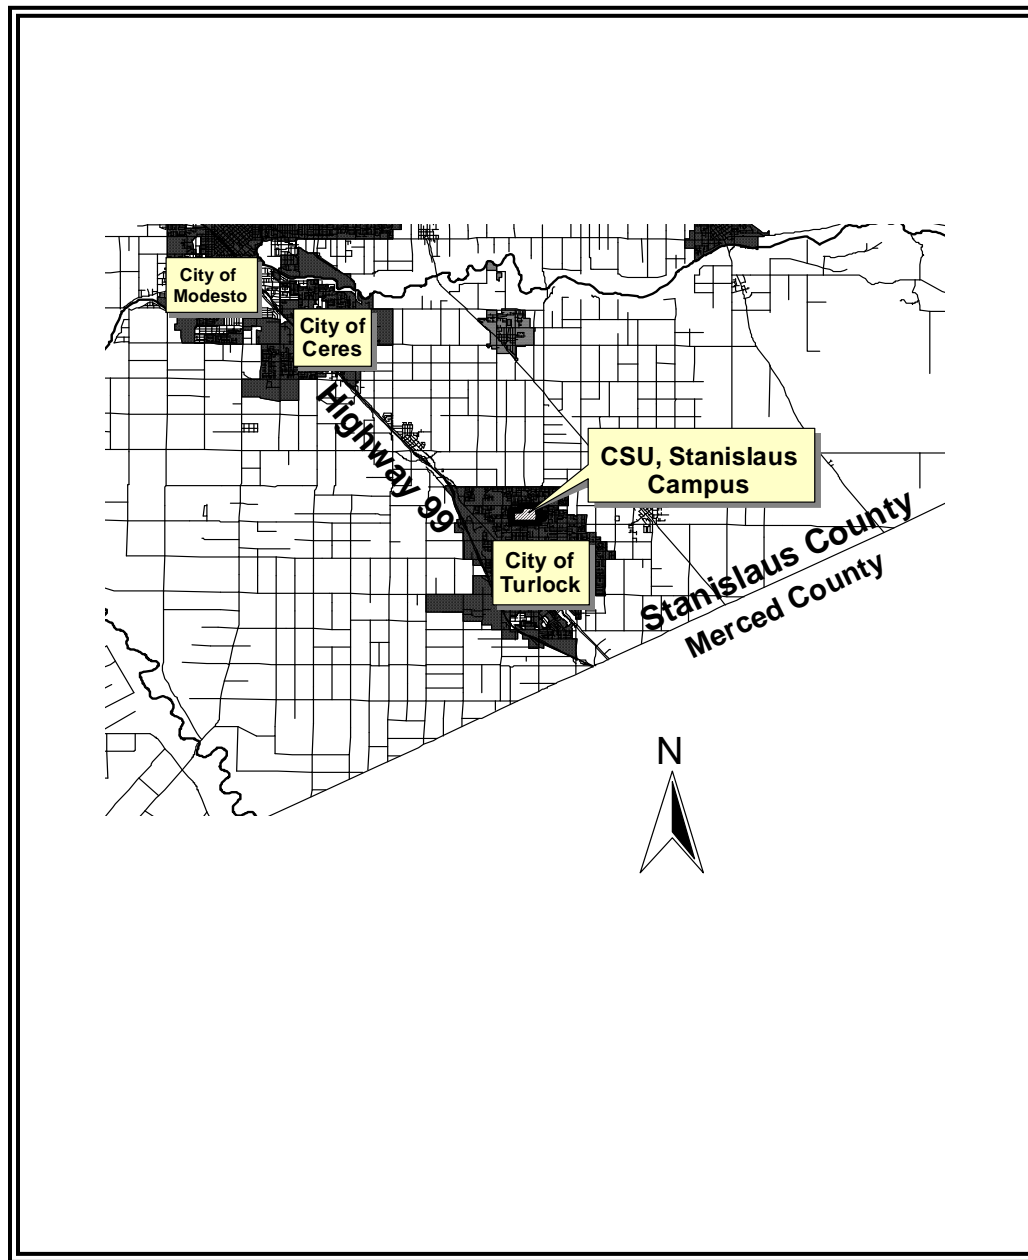 City of
Modesto
City of
Ceres
Highway 99
CSU, Stanislaus
Campus
City of
Turlock
Stanislaus County
Merced County
N